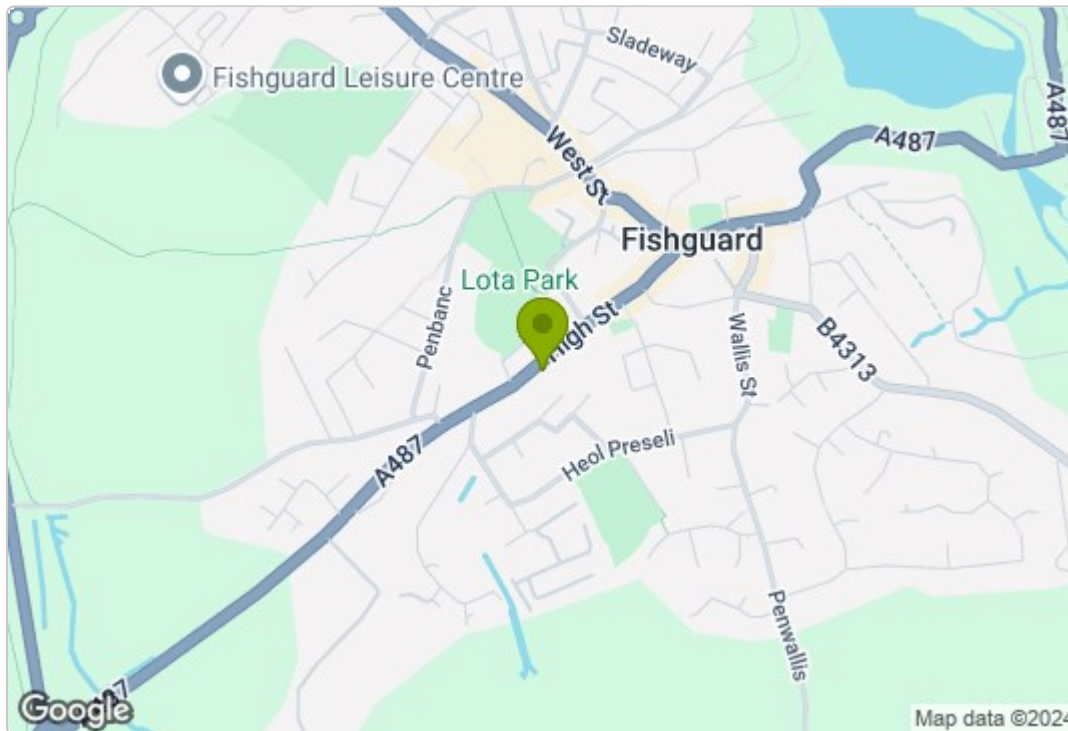 Sladeway
Fishguard Leisure Centre
A487
A487
West St
Fishguard
Lota Park
High St
Penbanc
Wallis St
B4313
A487
Heol Preseli
Penwallis
A487
Google
Map data ©2024